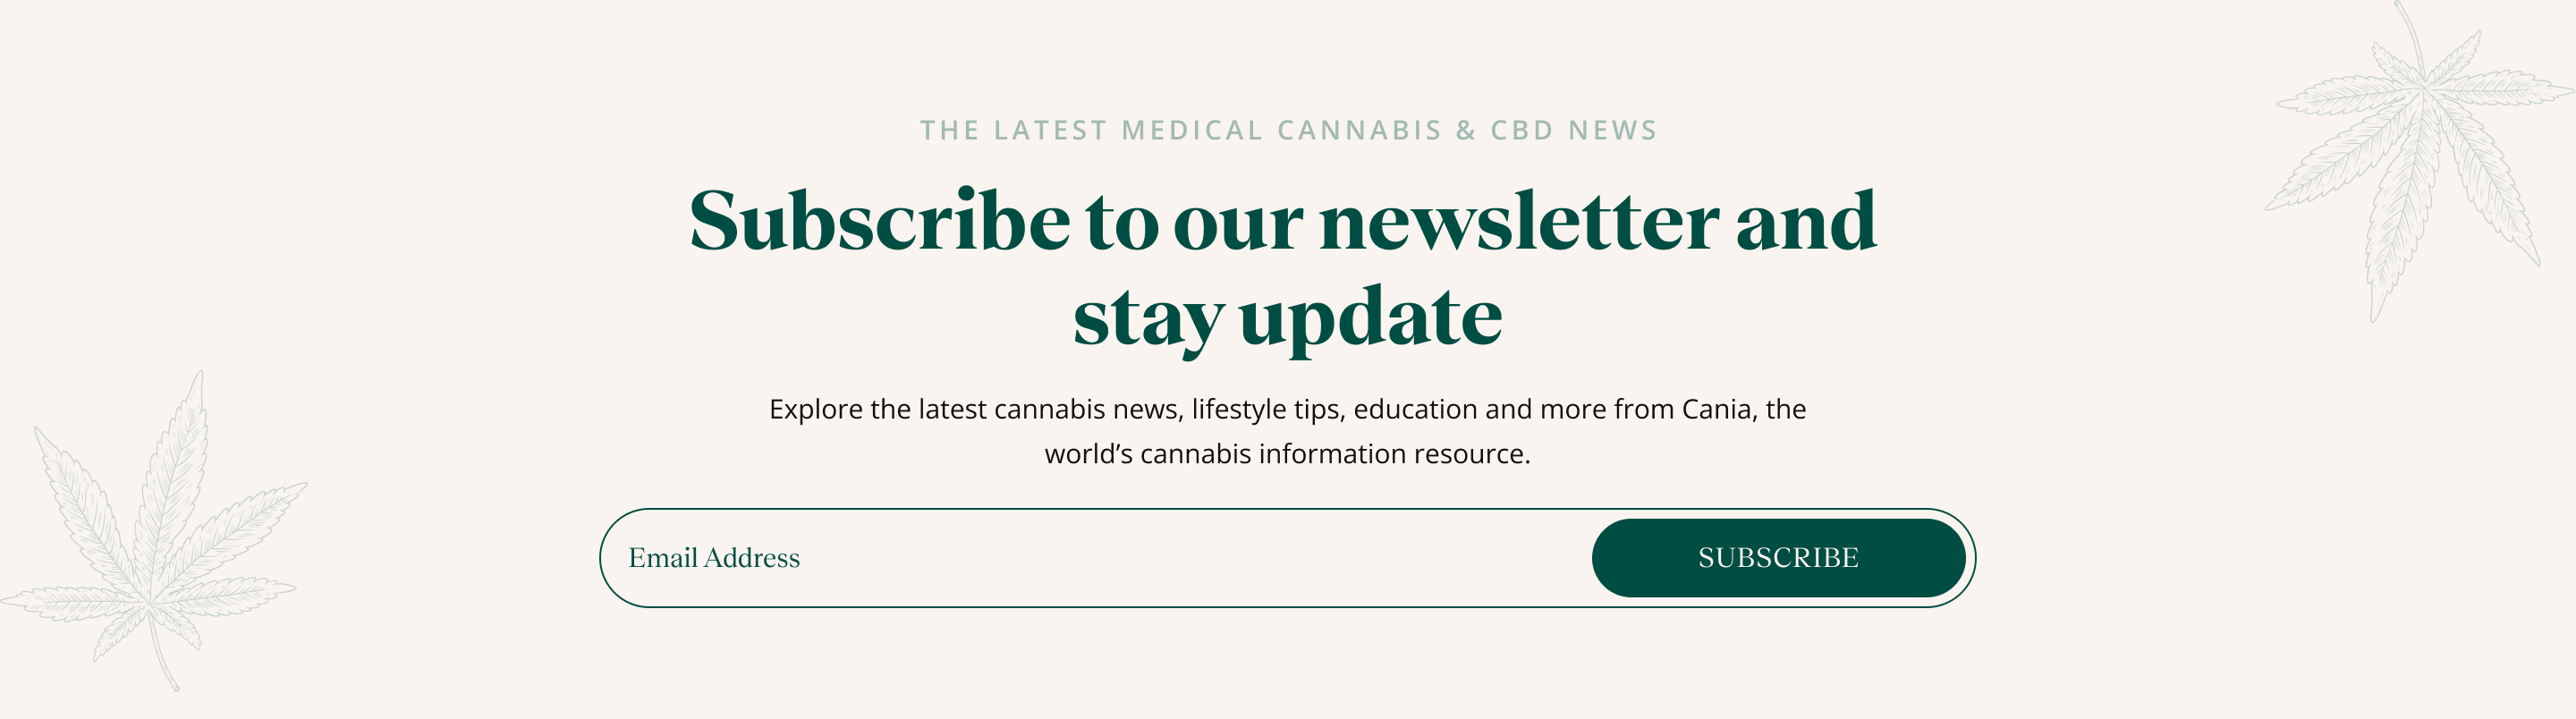 THE LATEST MEDICAL CANNABIS & CBD NEWS
Subscribe to our newsletter and
stay update
Explore the latest cannabis news, lifestyle tips, education and more from Cania, the
world’s cannabis information resource.
Email Address
SUBSCRIBE